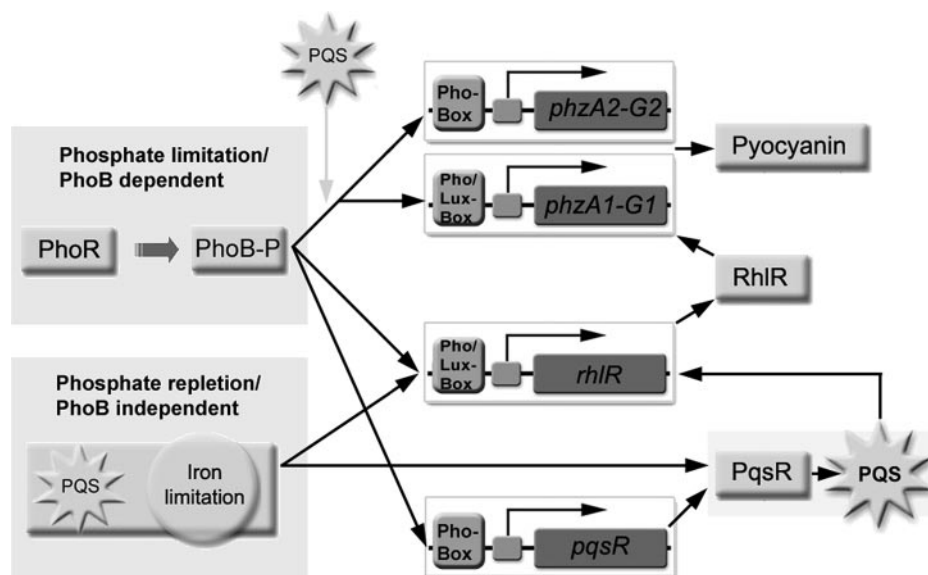 PQS
Pho-
Box
phzA2-G2
Pyocyanin
Phosphate limitation/
PhoB dependent
Pho/
Lux-
Box
phzA1-G1
PhoR
PhoB-P
RhlR
Pho/
Lux-
Box
rhlR
Phosphate repletion/
PhoB independent
PQS
Iron
limitation
PqsR
PQS
Pho-
Box
pqsR